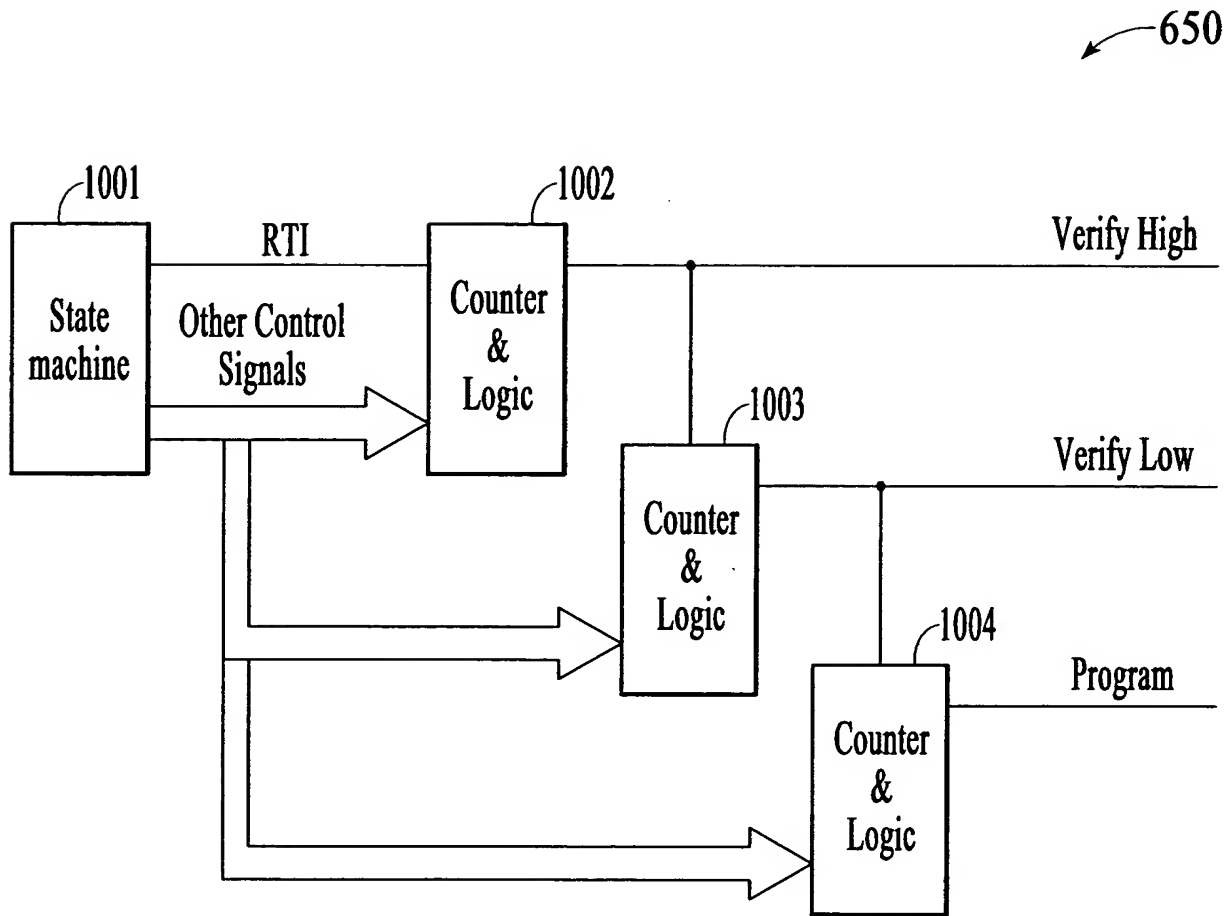 650
1001
1002
RTI
Verify High
State
machine
Other Control
Signals
Counter
&
Logic
1003
Verify Low
Counter
&
Logic
1004
Program
Counter
&
Logic